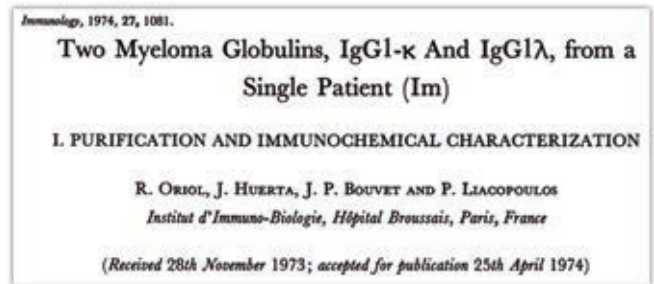 Immunology, 1974, 27, 1081.
Two Myeloma Globulins, IgG1-κ And IgG1λ, from a
Single Patient (Im)
I. PURIFICATION AND IMMUNOCHEMICAL CHARACTERIZATION
R. ORIOL, J. HUERTA, J. P. BOUVET AND P. LIACOPOULOS
Institut d'Immuno-Biologie, Hôpital Broussais, Paris, France
(Received 28th November 1973; accepted for publication 25th April 1974)